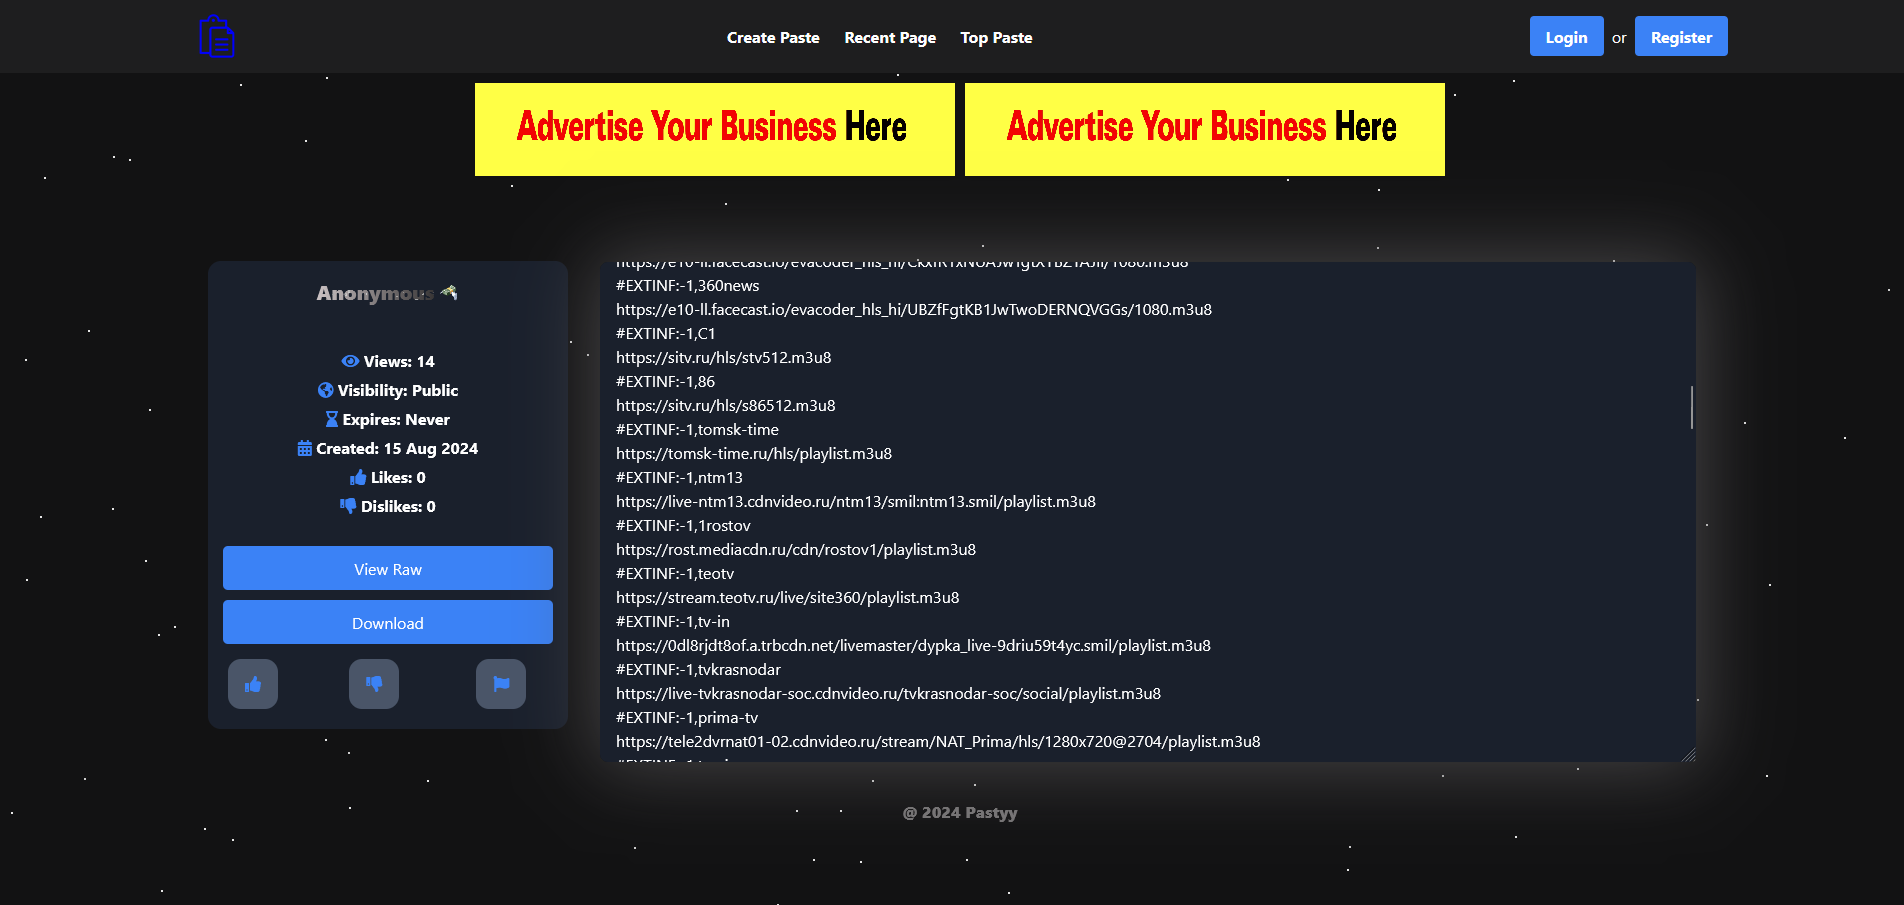 Create Paste Recent Page Top Paste Login or Register
Advertise Your Business Here Advertise Your Business Here
Anonymous
Views: 14
Visibility: Public
Expires: Never
Created: 15 Aug 2024
Likes: 0
Dislikes: 0
View Raw
Download
#EXTINF:-1,360news
https://e10-ll.facecast.io/evacoder_hls_hi/UBZfFgtKB1JwTwoDERNQVGGs/1080.m3u8
#EXTINF:-1,C1
https://sitv.ru/hls/stv512.m3u8
#EXTINF:-1,86
https://sitv.ru/hls/s86512.m3u8
#EXTINF:-1,tomsk-time
https://tomsk-time.ru/hls/playlist.m3u8
#EXTINF:-1,ntm13
https://live-ntm13.cdnvideo.ru/ntm13/smil:ntm13.smil/playlist.m3u8
#EXTINF:-1,1rostov
https://rost.mediacdn.ru/cdn/rostov1/playlist.m3u8
#EXTINF:-1,teotv
https://stream.teotv.ru/live/site360/playlist.m3u8
#EXTINF:-1,tv-in
https://0dl8rjdt8of.a.trbcdn.net/livemaster/dypka_live-9driu59t4yc.smil/playlist.m3u8
#EXTINF:-1,tvkrasnodar
https://live-tvkrasnodar-soc.cdnvideo.ru/tvkrasnodar-soc/social/playlist.m3u8
#EXTINF:-1,prima-tv
https://tele2dvrnat01-02.cdnvideo.ru/stream/NAT_Prima/hls/1280x720@2704/playlist.m3u8
@ 2024 Pastyy